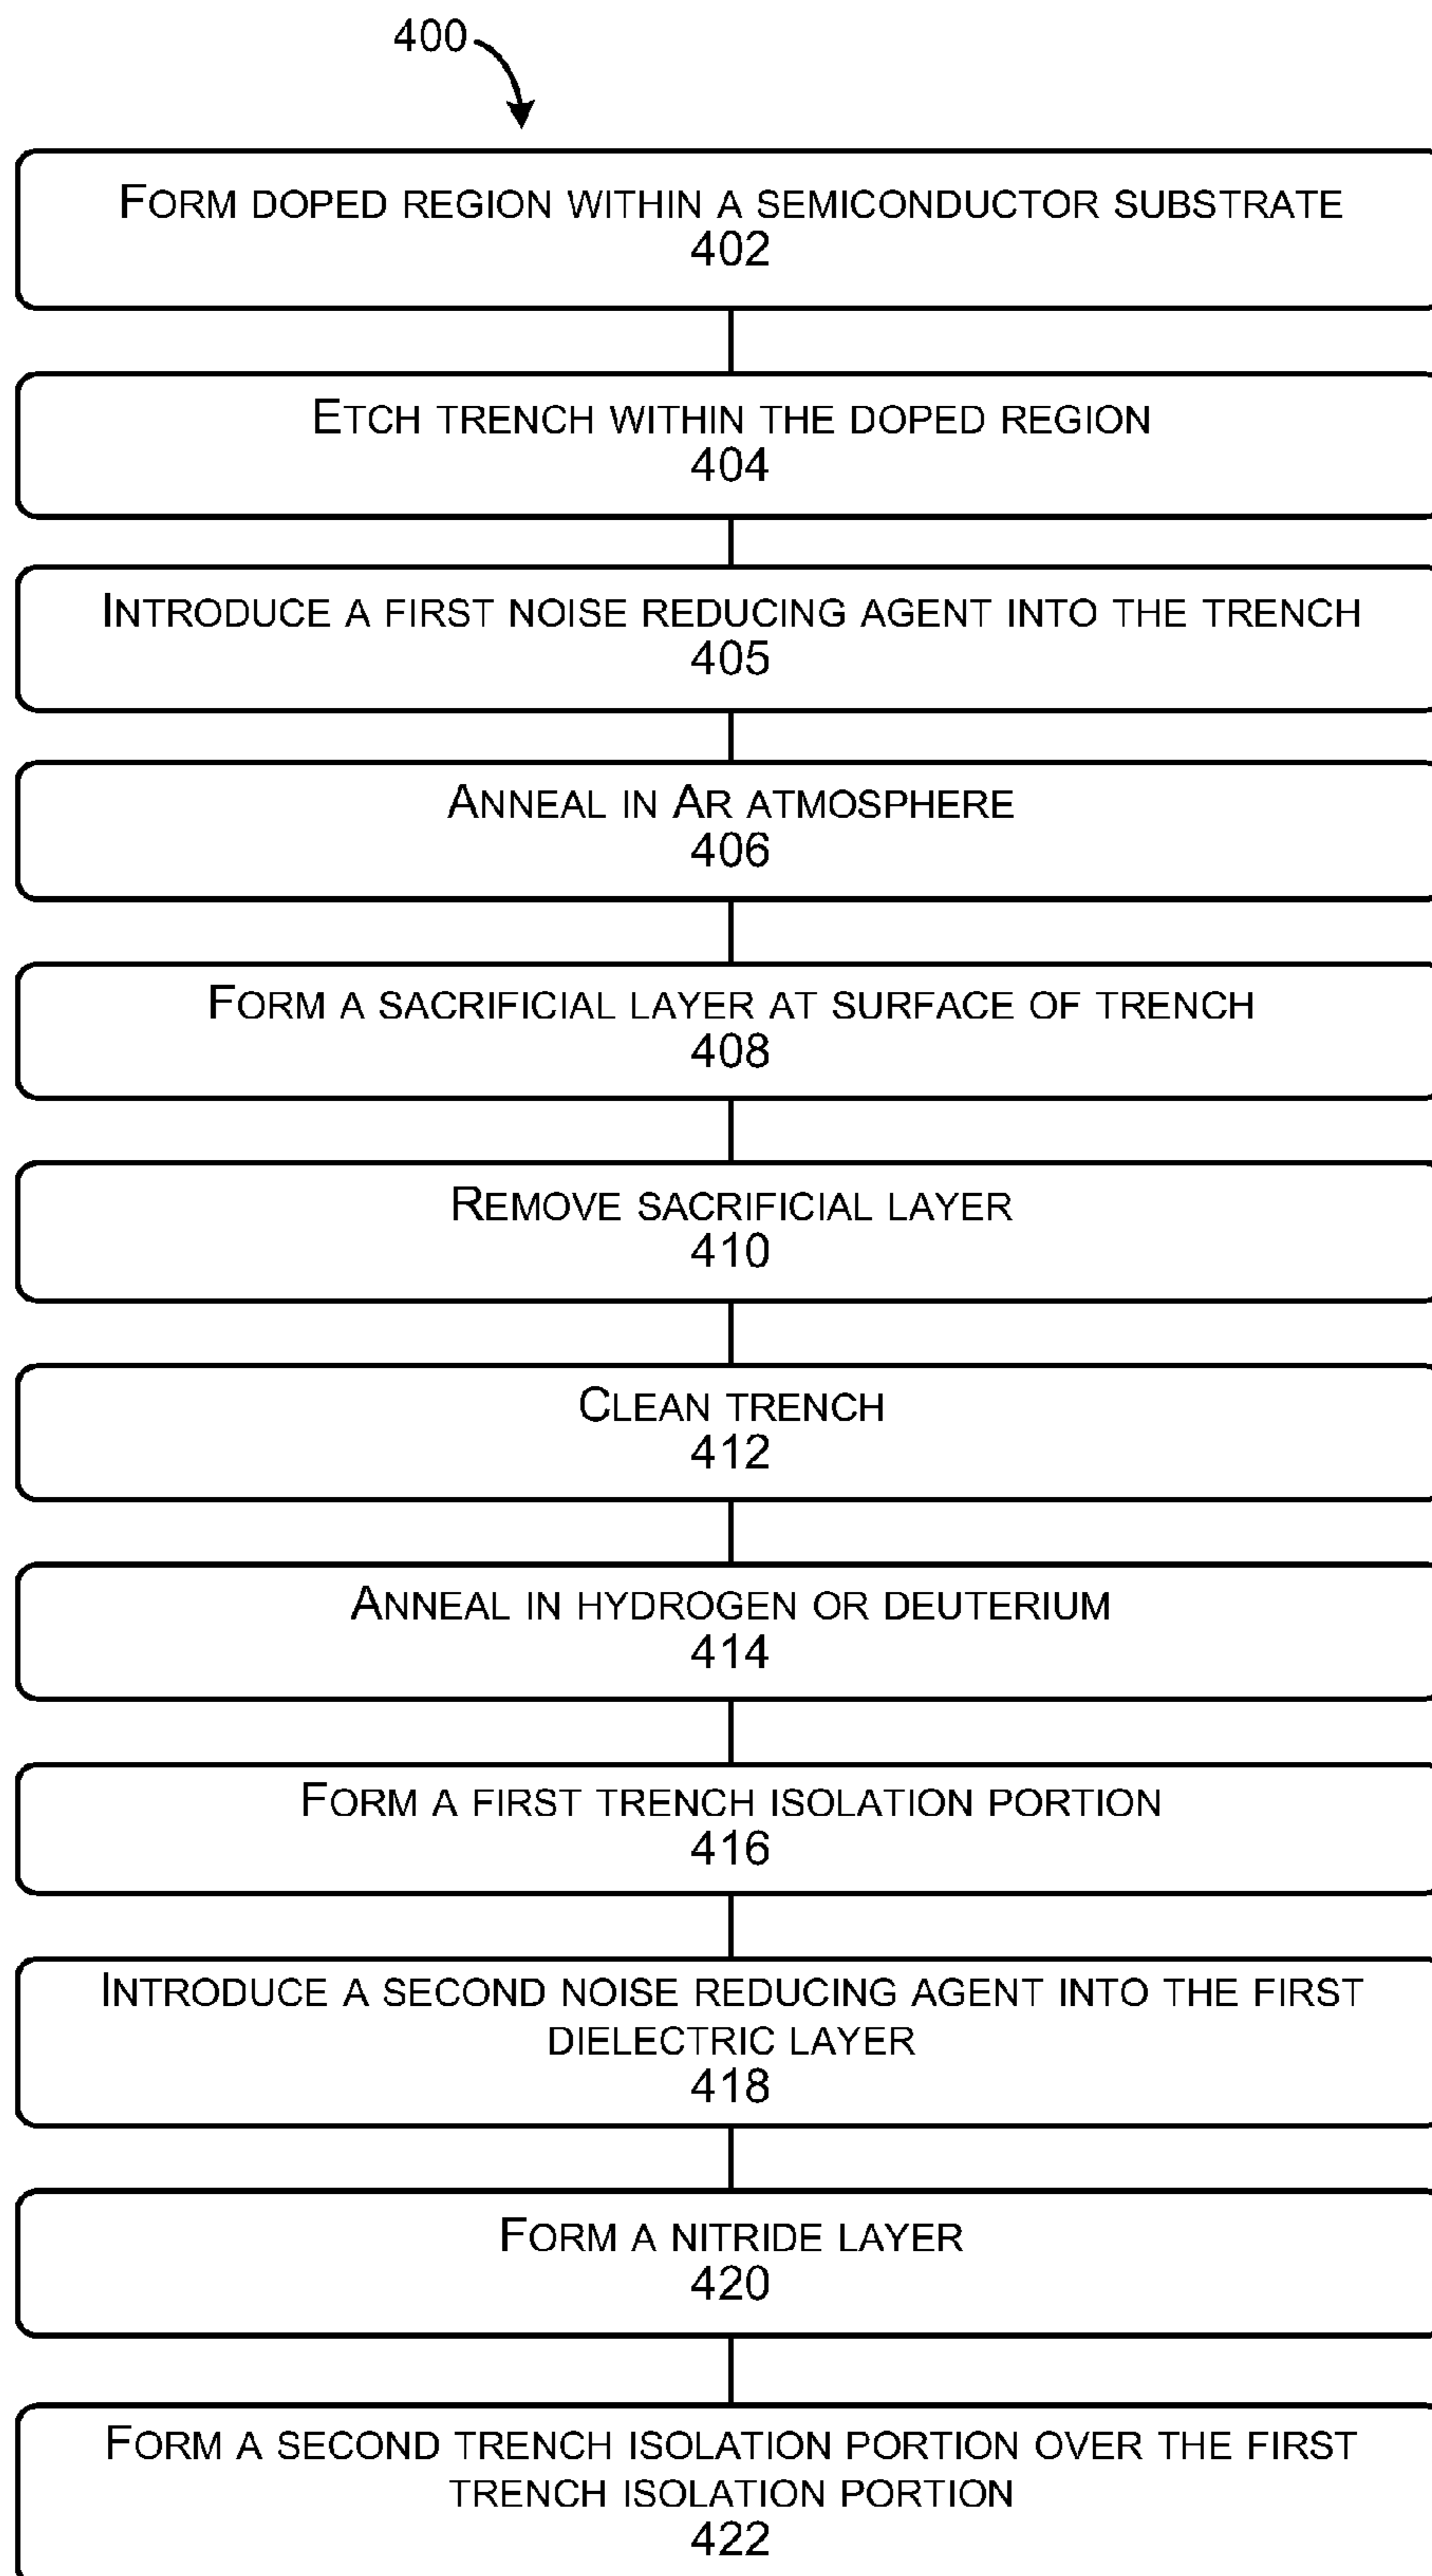 400
FORM DOPED REGION WITHIN A SEMICONDUCTOR SUBSTRATE
402
ETCH TRENCH WITHIN THE DOPED REGION
404
INTRODUCE A FIRST NOISE REDUCING AGENT INTO THE TRENCH
405
ANNEAL IN AR ATMOSPHERE
406
FORM A SACRIFICIAL LAYER AT SURFACE OF TRENCH
408
REMOVE SACRIFICIAL LAYER
410
CLEAN TRENCH
412
ANNEAL IN HYDROGEN OR DEUTERIUM
414
FORM A FIRST TRENCH ISOLATION PORTION
416
INTRODUCE A SECOND NOISE REDUCING AGENT INTO THE FIRST
DIELECTRIC LAYER
418
FORM A NITRIDE LAYER
420
FORM A SECOND TRENCH ISOLATION PORTION OVER THE FIRST
TRENCH ISOLATION PORTION
422